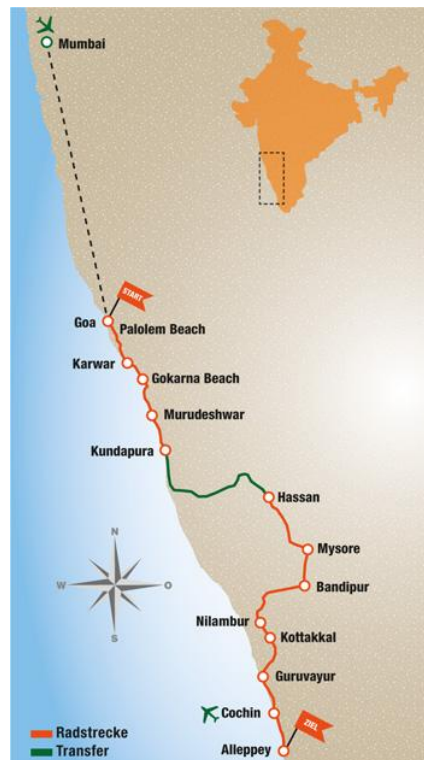 Mumbai
START
Goa
Palolem Beach
Karwar
Gokarna Beach
Murudeshwar
Kundapura
Hassan
N
W
O
S
Mysore
Bandipur
Nilambur
Kottakkal
Guruvayur
Cochin
ZIEL
Alleppey
Radstrecke
Transfer